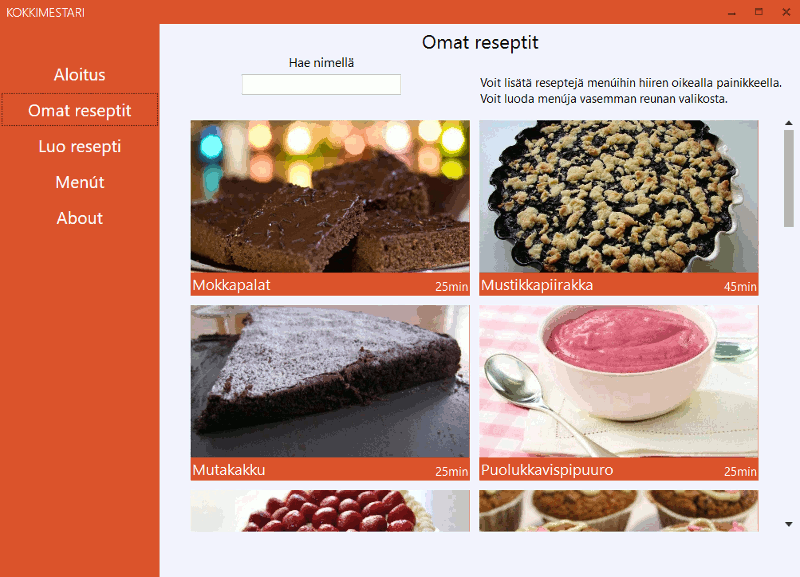 KOKKIMESTARI
Aloitus
Omat reseptit
Luo resepti
Menút
About
Omat reseptit
Hae nimellä
Voit lisätä reseptejä menúihin hiiren oikealla painikkeella.
Voit luoda menúja vasemman reunan valikosta.
Mokkapalat 25min
Mustikkapiirakka 45min
Mutakakku 25min
Puolukkavispipuuro 25min